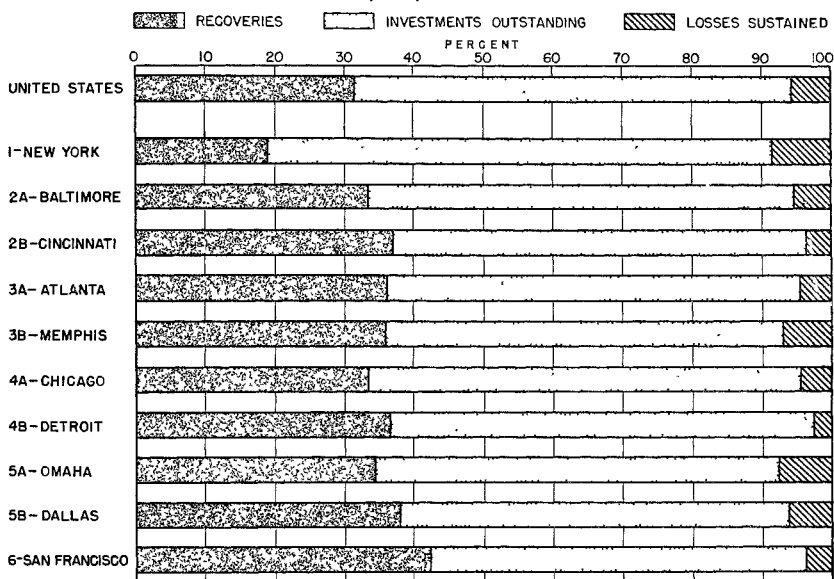 RECOVERIES INVESTMENTS OUTSTANDING LOSSES SUSTAINED
PERCENT
0 10 20 30 40 50 60 70 80 90 100
UNITED STATES
1-NEW YORK
2A-BALTIMORE
2B-CINCINNATI
3A-ATLANTA
3B-MEMPHIS
4A-CHICAGO
4B-DETROIT
5A-OMAHA
5B-DALLAS
6-SAN FRANCISCO